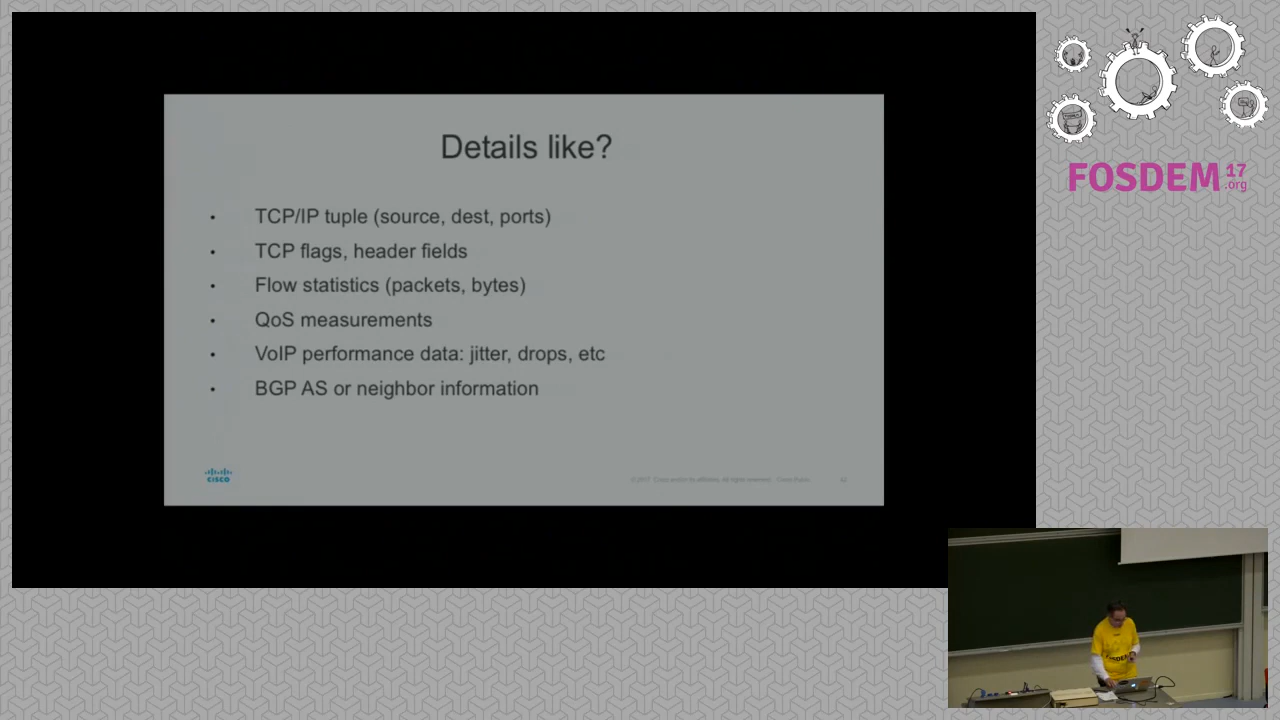 Details like?
• TCP/IP tuple (source, dest, ports)
• TCP flags, header fields
• Flow statistics (packets, bytes)
• QoS measurements
• VoIP performance data: jitter, drops, etc
• BGP AS or neighbor information
CISCO
FOSDEM 17
.org